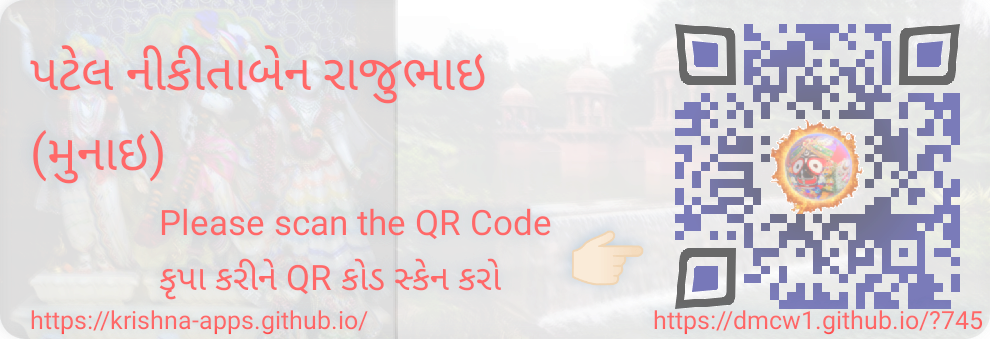 પટેલ નીકીતાબેન રાજુભાઇ
(મુનાઇ)
Please scan the QR Code
કૃપા કરીને QR કોડ સ્કેન કરો
https://krishna-apps.github.io/
https://dmcw1.github.io/?745